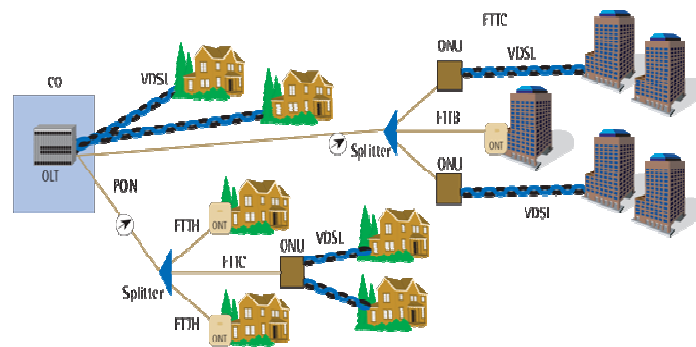 FTTC
ONU
VDSL
VDSL
CO
FTTB
ONT
Splitter
OLT
ONU
PON
VDSL
FTTH
ONT
VDSL
ONU
FTTC
Splitter
FTTH
ONT